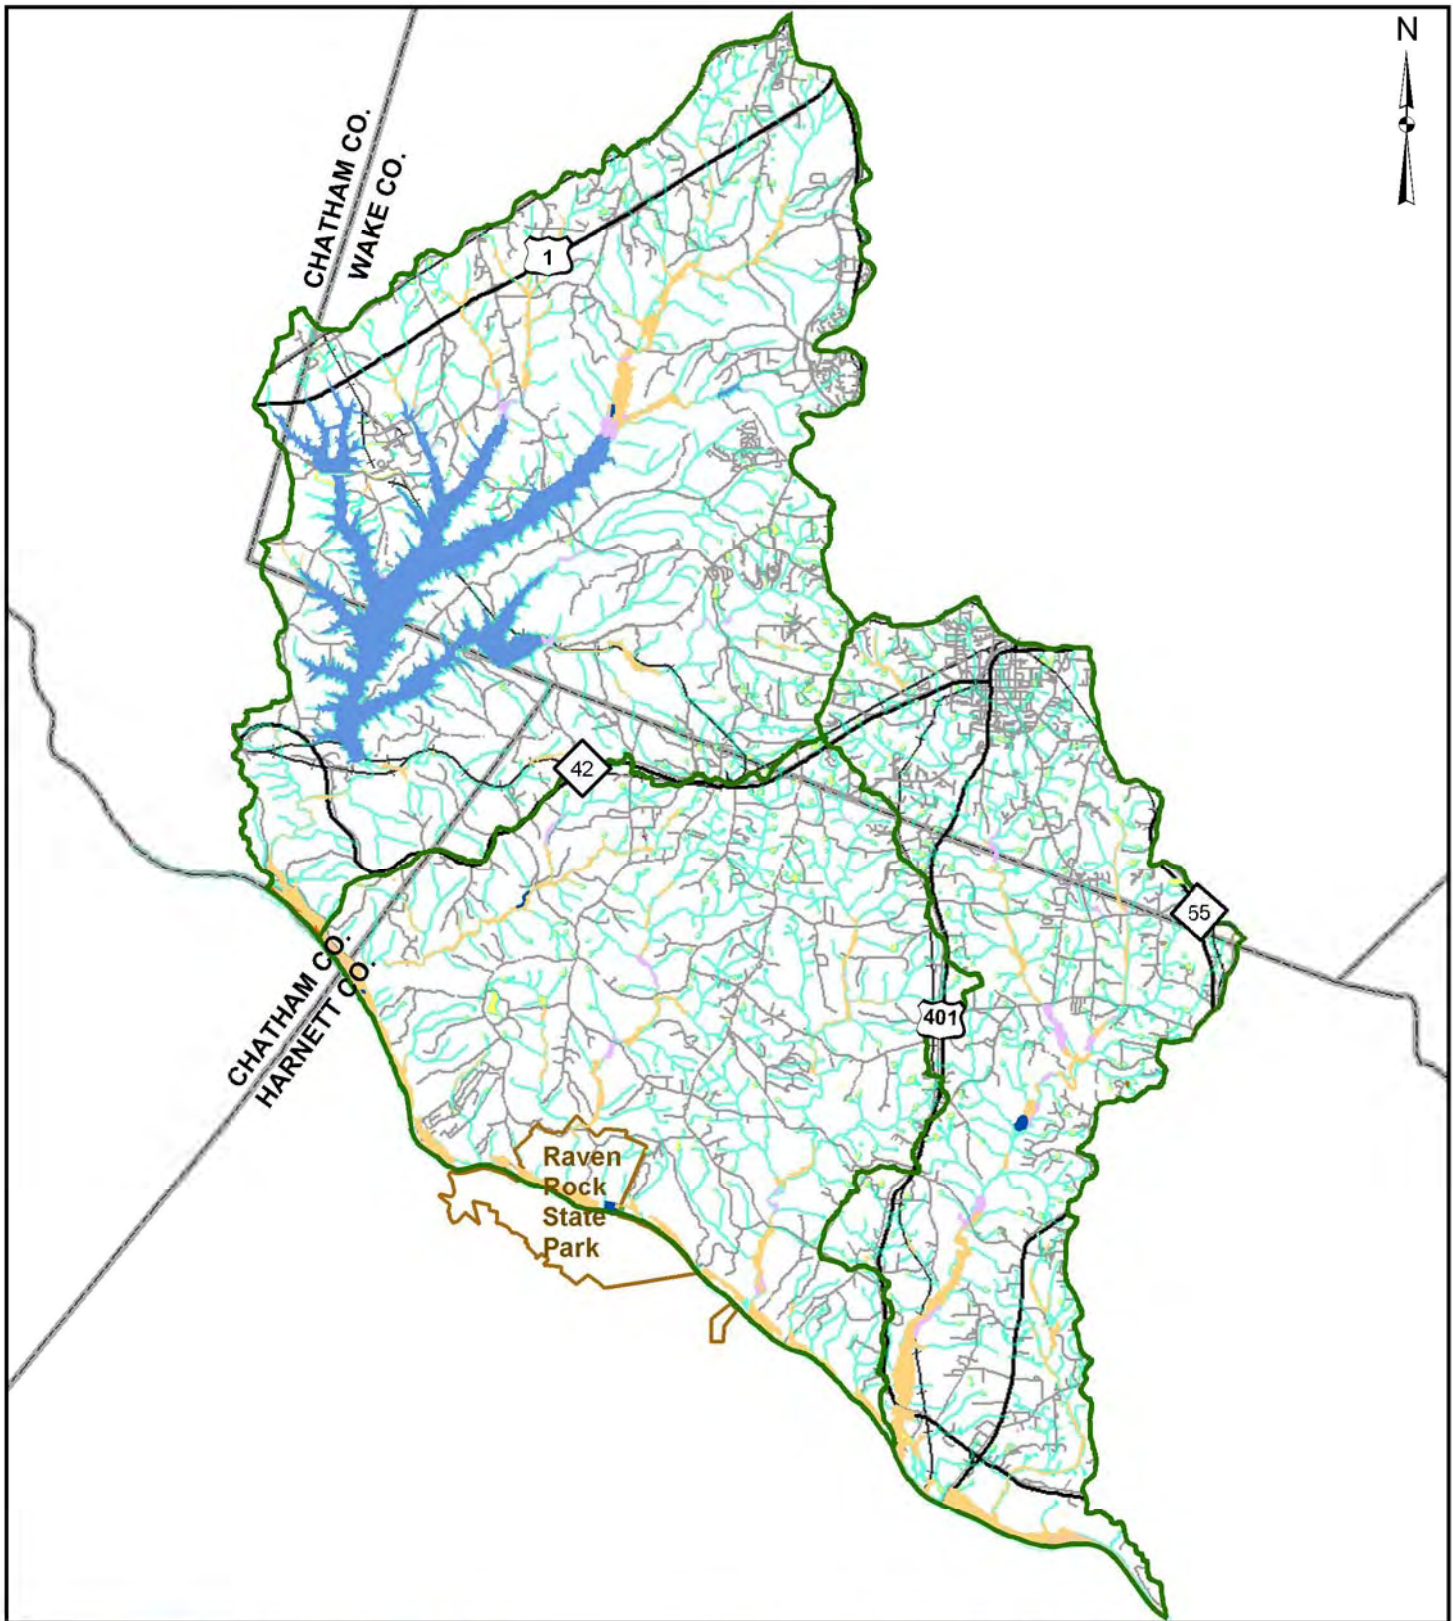 N
CHATHAM CO.
WAKE CO.
1
42
55
CHATHAM CO.
HARNETT CO.
401
Raven
Rock
State
Park